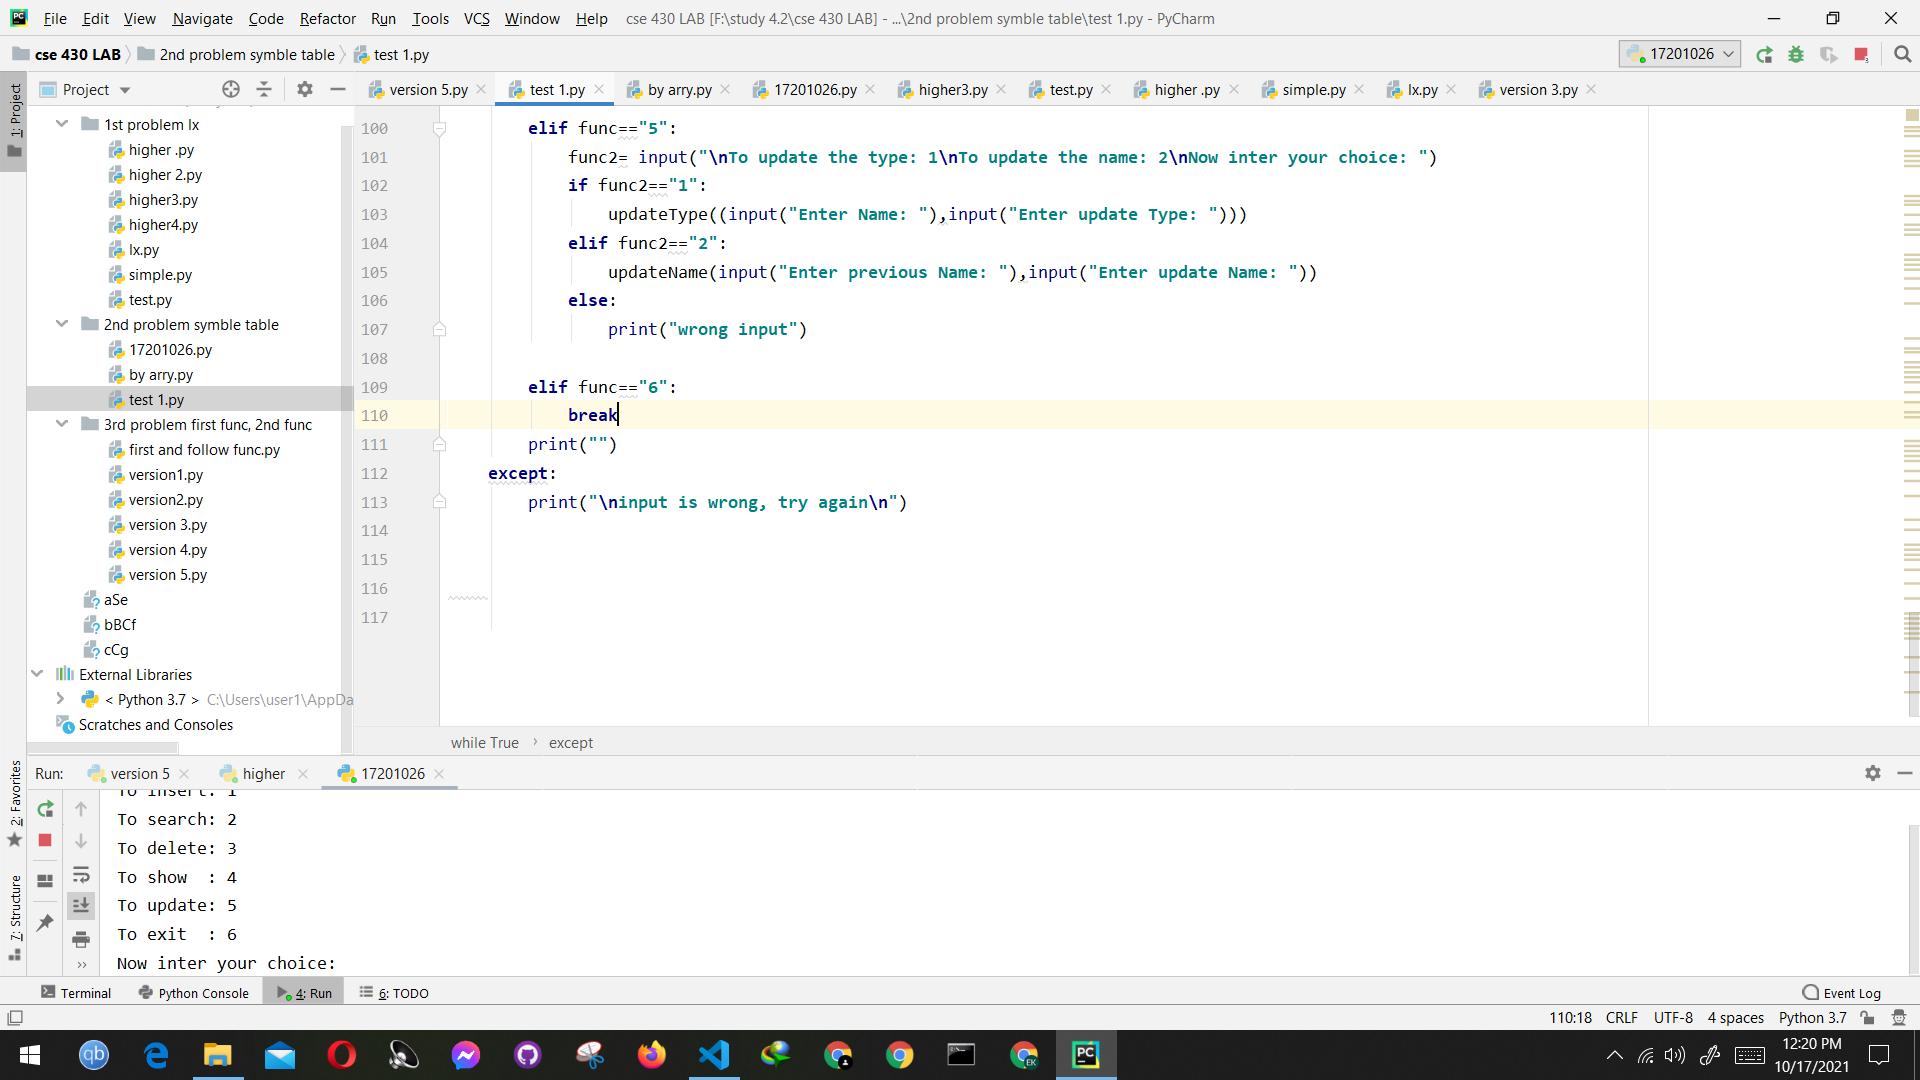 File Edit View Navigate Code Refactor Run Tools VCS Window Help cse 430 LAB [F:\study 4.2\cse 430 LAB] - ...\2nd problem symble table\test 1.py - PyCharm
cse 430 LAB 2nd problem symble table test 1.py 17201026
Project version 5.py test 1.py by arry.py 17201026.py higher3.py test.py higher .py simple.py lx.py version 3.py
1: Project
1st problem lx
higher .py
higher 2.py
higher3.py
higher4.py
lx.py
simple.py
test.py
2nd problem symble table
17201026.py
by arry.py
test 1.py
3rd problem first func, 2nd func
first and follow func.py
version1.py
version2.py
version 3.py
version 4.py
version 5.py
aSe
bBCf
cCg
External Libraries
< Python 3.7 > C:\Users\user1\AppDa
Scratches and Consoles
100 elif func=="5":
101 func2= input("\nTo update the type: 1\nTo update the name: 2\nNow inter your choice: ")
102 if func2=="1":
103 updateType((input("Enter Name: "),input("Enter update Type: ")))
104 elif func2=="2":
105 updateName(input("Enter previous Name: "),input("Enter update Name: "))
106 else:
107 print("wrong input")
108
109 elif func=="6":
110 break
111 print("")
112 except:
113 print("\ninput is wrong, try again\n")
114
115
116
117
while True › except
2: Favorites
7: Structure
Run: version 5 higher 17201026
To insert: 1
To search: 2
To delete: 3
To show  : 4
To update: 5
To exit  : 6
Now inter your choice:
Terminal Python Console 4: Run 6: TODO Event Log
110:18 CRLF UTF-8 4 spaces Python 3.7
qb EK PC 12:20 PM
10/17/2021